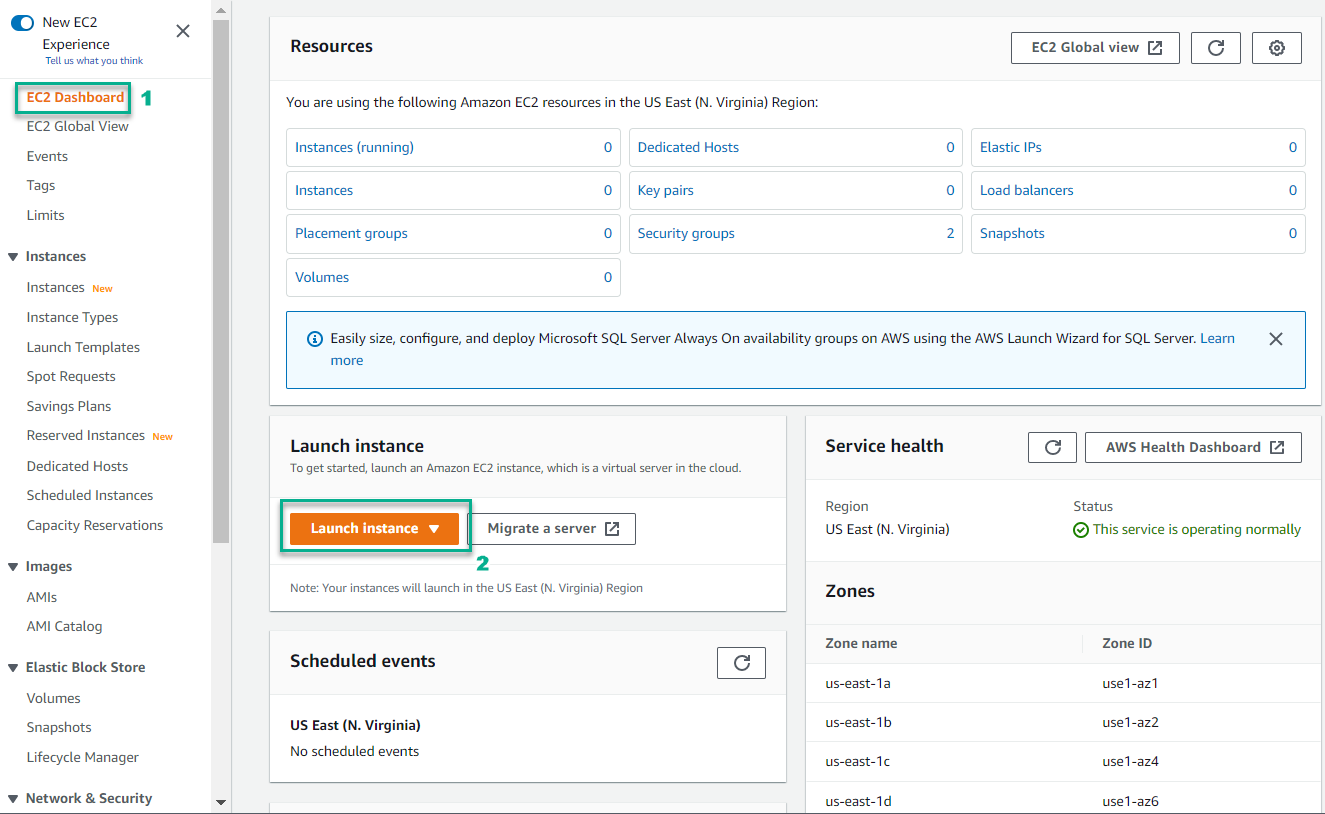 New EC2
Experience
Tell us what you think
EC2 Dashboard 1
EC2 Global View
Events
Tags
Limits
Instances
Instances New
Instance Types
Launch Templates
Spot Requests
Savings Plans
Reserved Instances New
Dedicated Hosts
Scheduled Instances
Capacity Reservations
Images
AMIs
AMI Catalog
Elastic Block Store
Volumes
Snapshots
Lifecycle Manager
Network & Security
Resources
EC2 Global view
You are using the following Amazon EC2 resources in the US East (N. Virginia) Region:
Instances (running) 0
Dedicated Hosts 0
Elastic IPs 0
Instances 0
Key pairs 0
Load balancers 0
Placement groups 0
Security groups 2
Snapshots 0
Volumes 0
Easily size, configure, and deploy Microsoft SQL Server Always On availability groups on AWS using the AWS Launch Wizard for SQL Server. Learn
more
Launch instance
To get started, launch an Amazon EC2 instance, which is a virtual server in the cloud.
Launch instance
Migrate a server
2
Note: Your instances will launch in the US East (N. Virginia) Region
Scheduled events
US East (N. Virginia)
No scheduled events
Service health
AWS Health Dashboard
Region
US East (N. Virginia)
Status
This service is operating normally
Zones
Zone name Zone ID
us-east-1a use1-az1
us-east-1b use1-az2
us-east-1c use1-az4
us-east-1d use1-az6